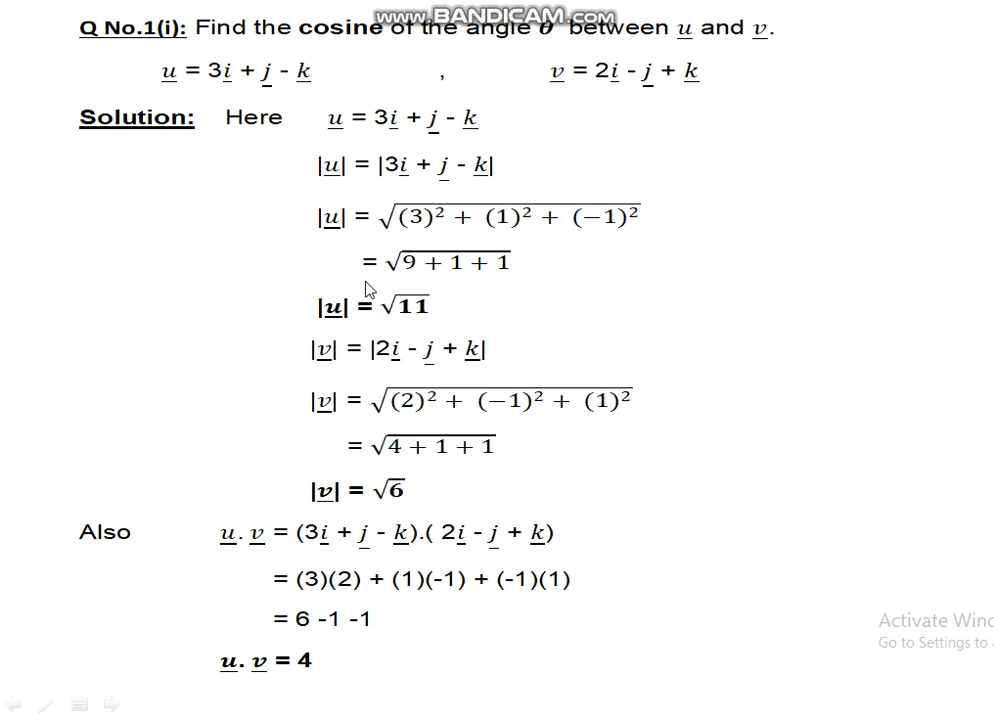 www.BANDICAM.com
Q No.1(i): Find the cosine of the angle θ between u and v.
u = 3i + j - k , v = 2i - j + k
Solution: Here u = 3i + j - k
|u| = |3i + j - k|
|u| = √(3)² + (1)² + (−1)²
= √9 + 1 + 1
|u| = √11
|v| = |2i - j + k|
|v| = √(2)² + (−1)² + (1)²
= √4 + 1 + 1
|v| = √6
Also u. v = (3i + j - k).( 2i - j + k)
= (3)(2) + (1)(-1) + (-1)(1)
= 6 -1 -1
u. v = 4
Activate Winc
Go to Settings to